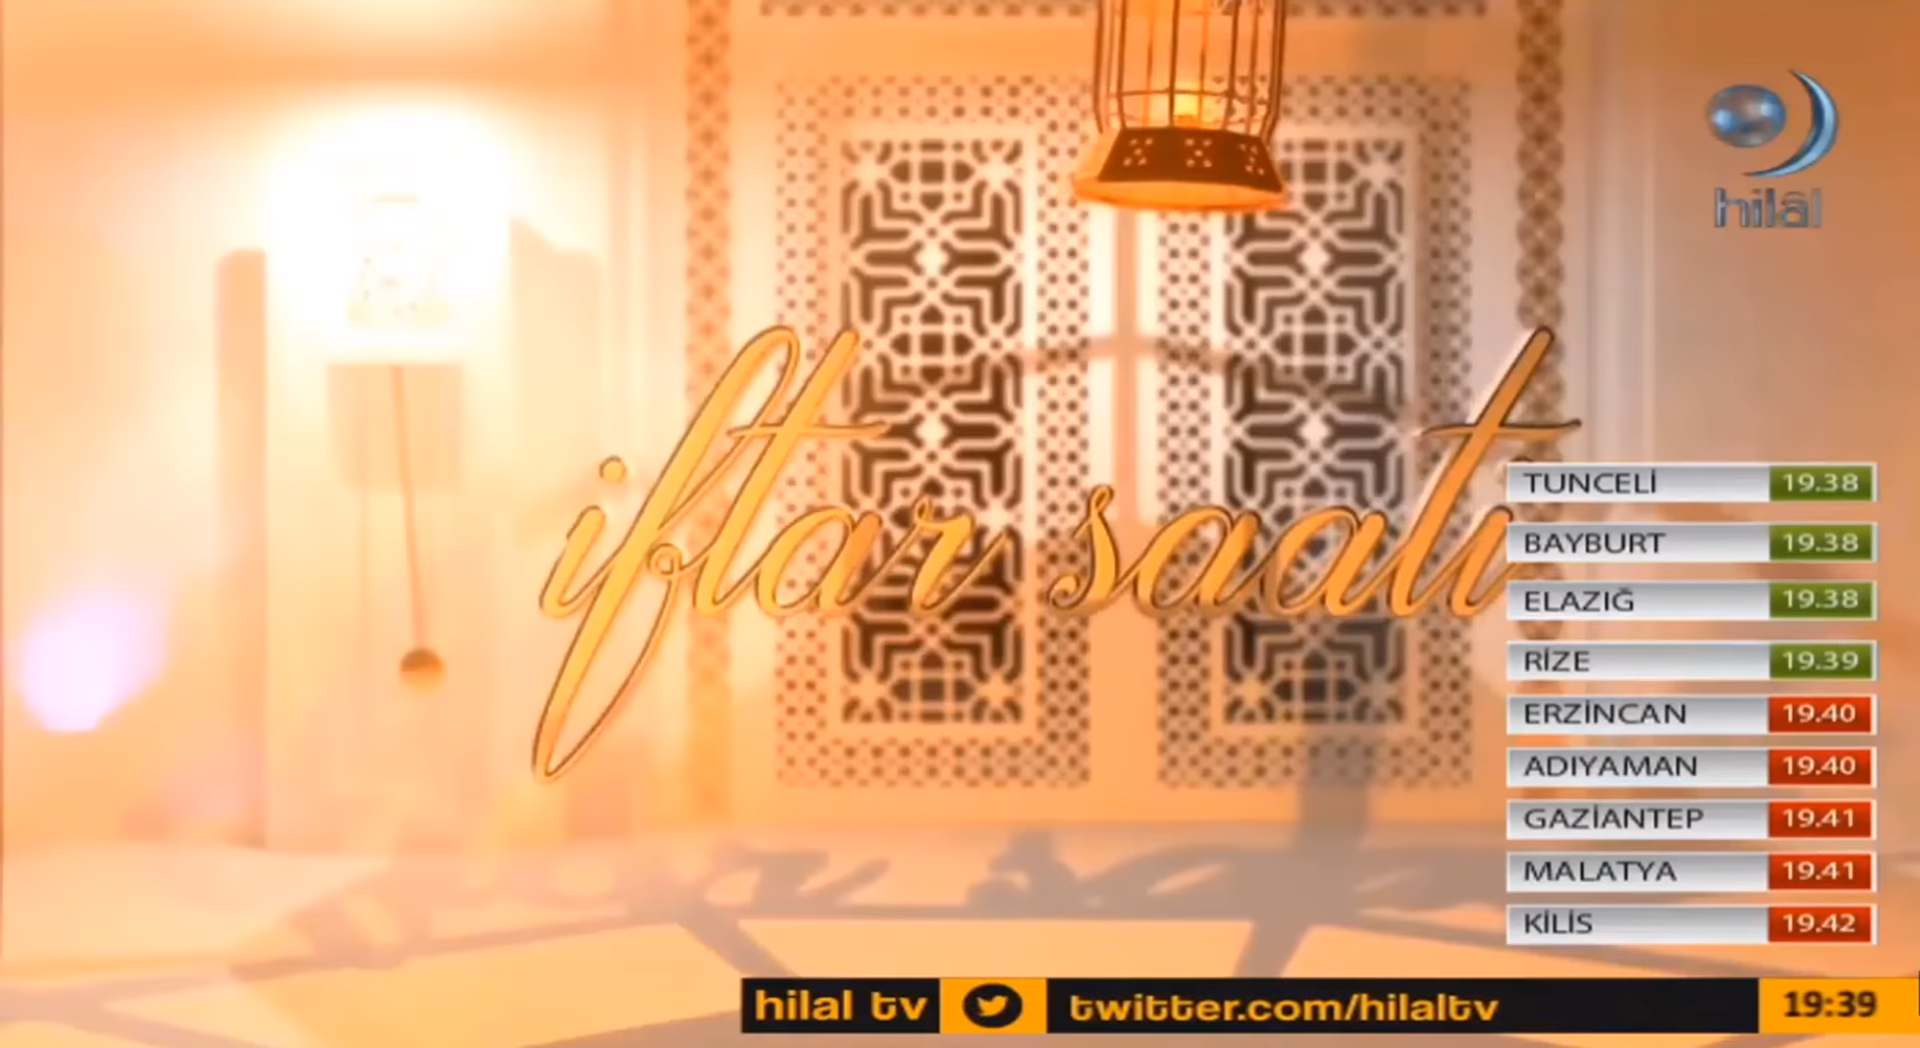 hilal
iftar saati
TUNCELİ 19.38
BAYBURT 19.38
ELAZIĞ 19.38
RİZE 19.39
ERZİNCAN 19.40
ADIYAMAN 19.40
GAZİANTEP 19.41
MALATYA 19.41
KİLİS 19.42
hilal tv twitter.com/hilaltv 19:39